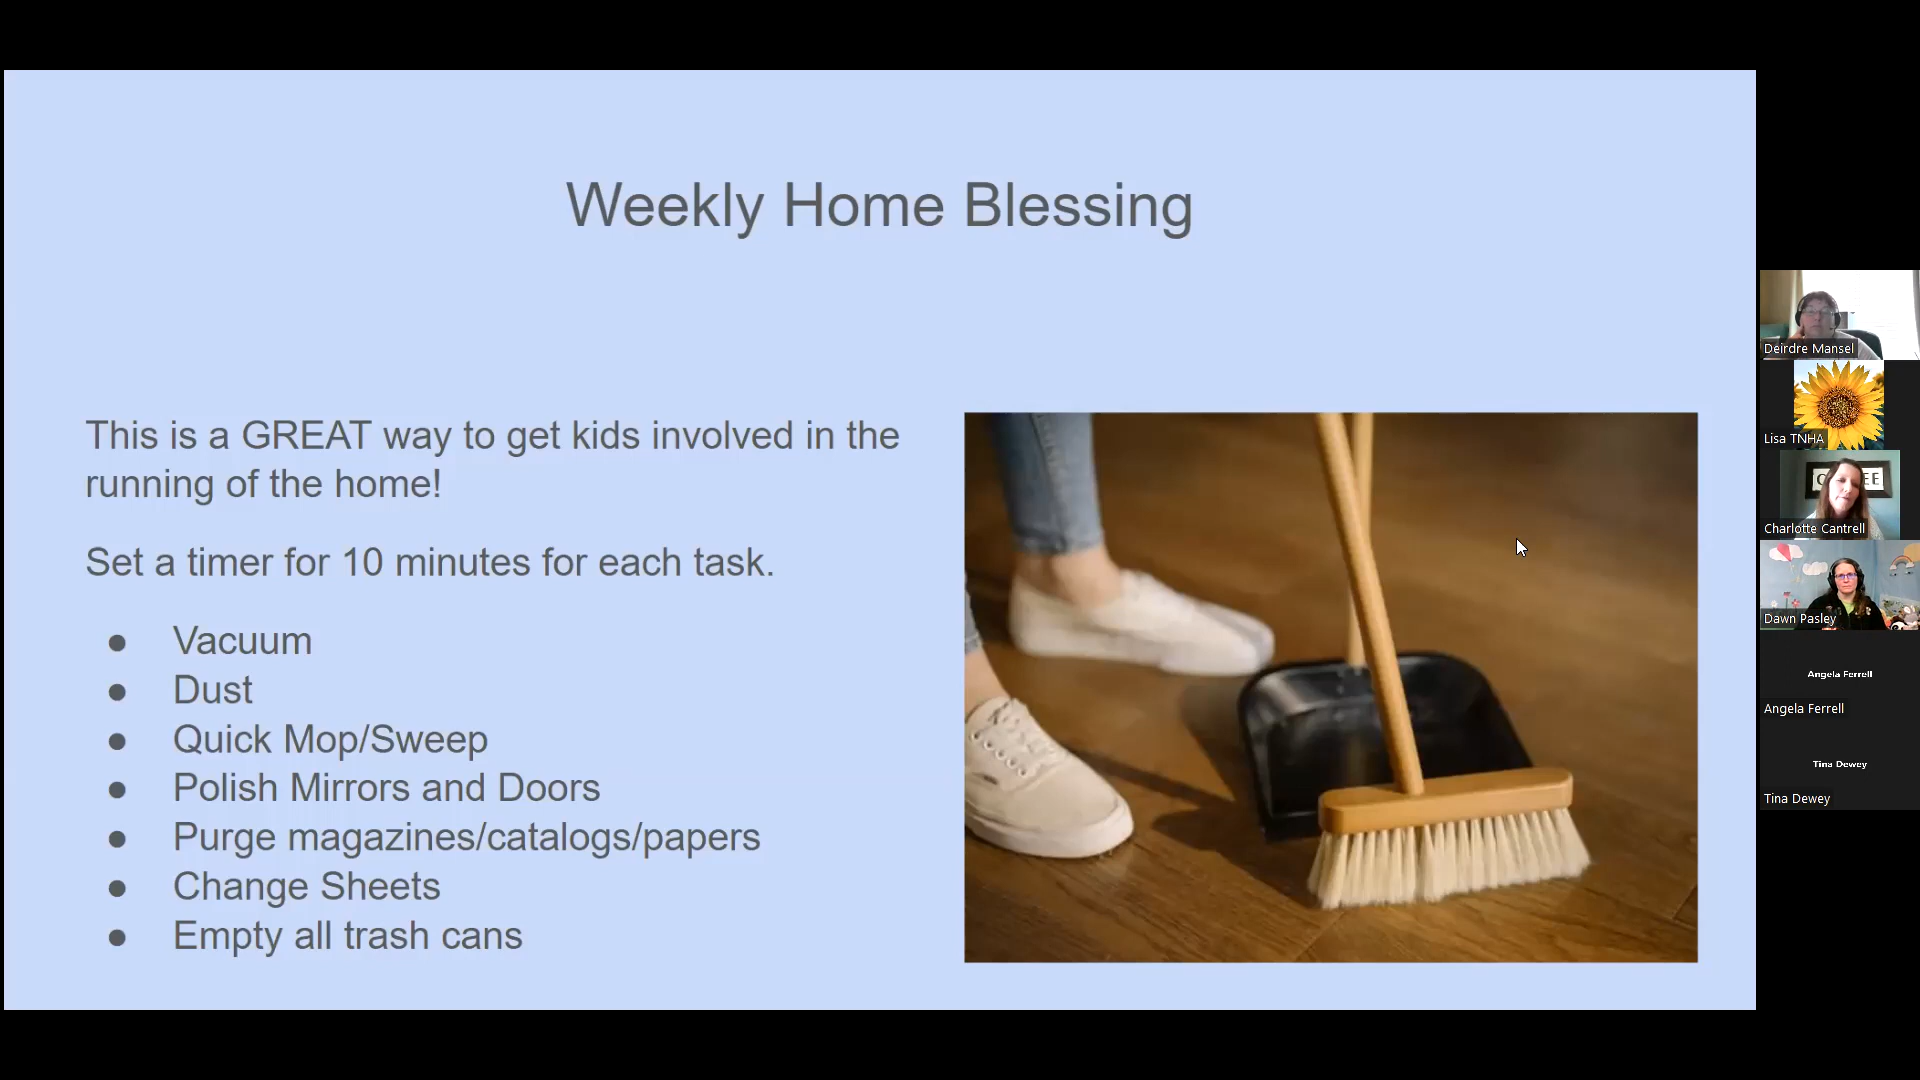 Weekly Home Blessing
This is a GREAT way to get kids involved in the
running of the home!
Set a timer for 10 minutes for each task.
● Vacuum
● Dust
● Quick Mop/Sweep
● Polish Mirrors and Doors
● Purge magazines/catalogs/papers
● Change Sheets
● Empty all trash cans
Deirdre Mansel
Lisa TNHA
Charlotte Cantrell
Dawn Pasley
Angela Ferrell
Angela Ferrell
Tina Dewey
Tina Dewey